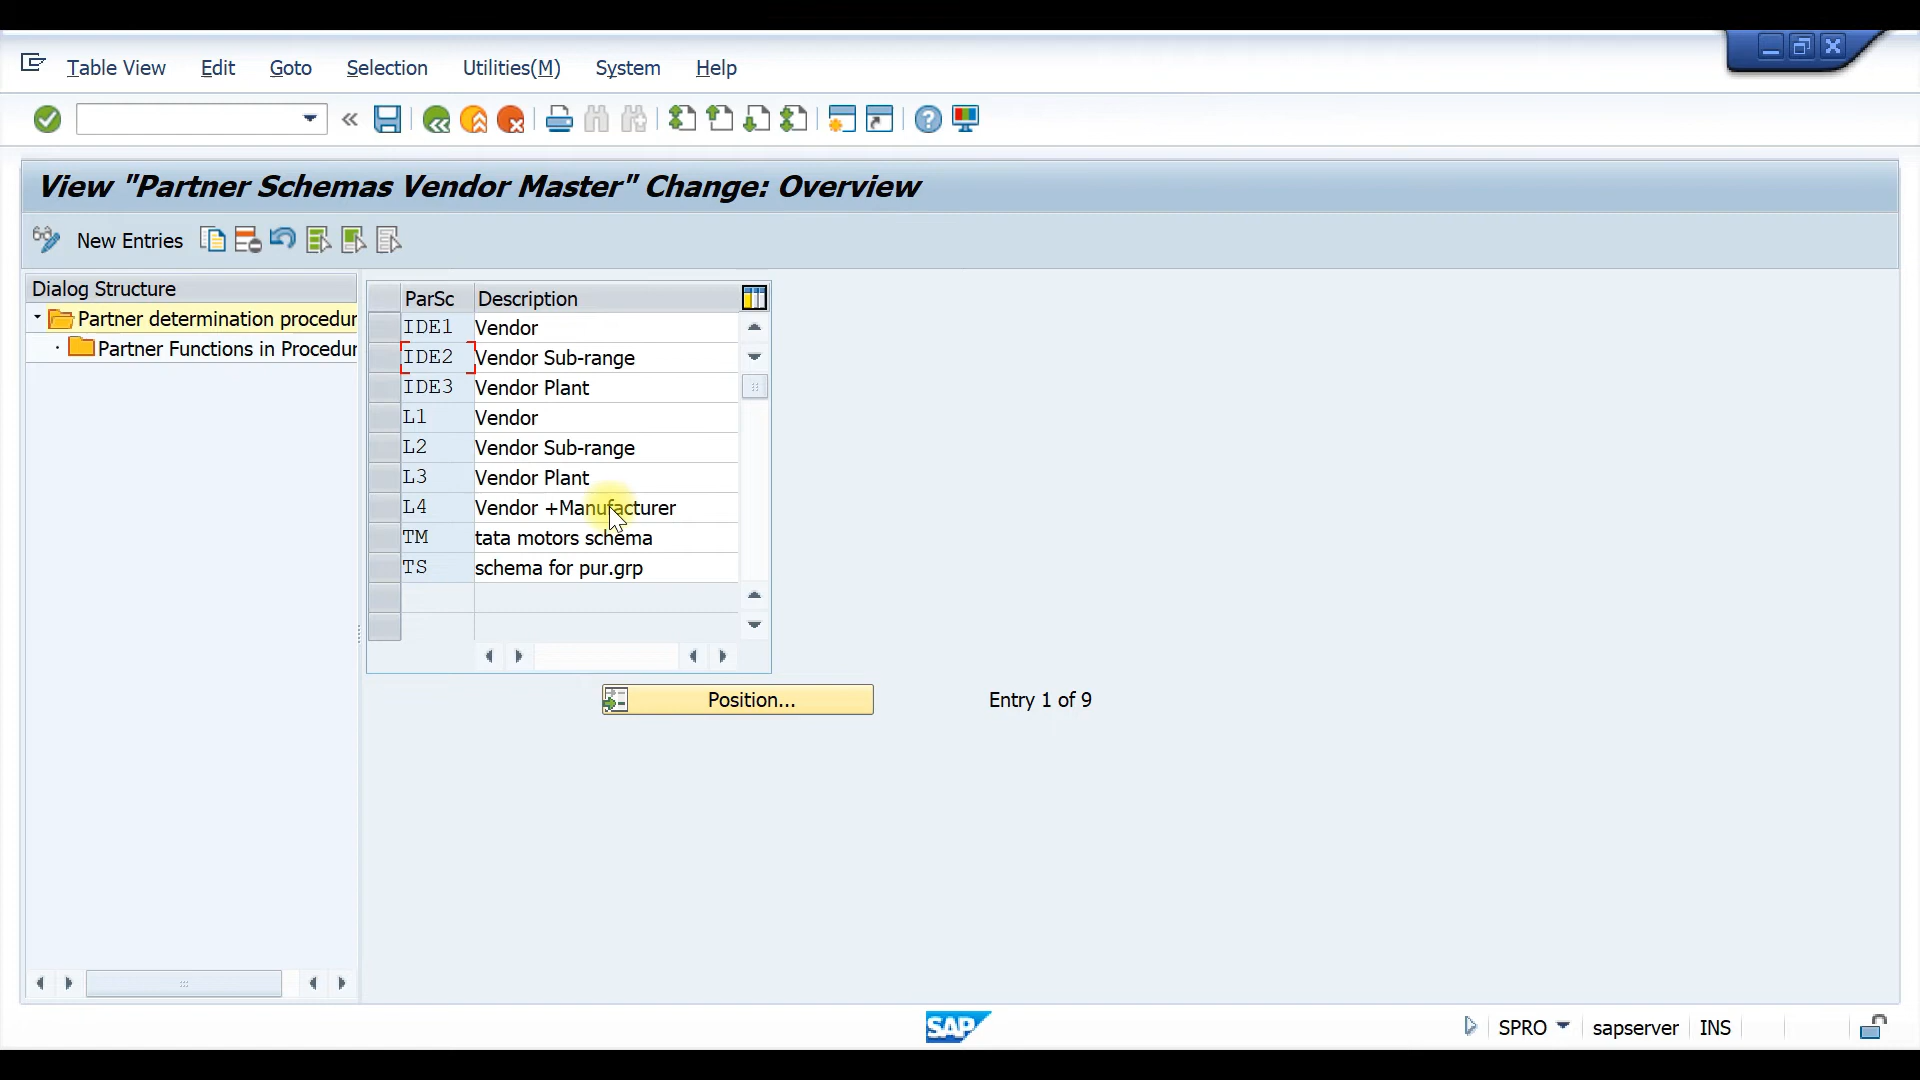 Table View Edit Goto Selection Utilities(M) System Help
View "Partner Schemas Vendor Master" Change: Overview
New Entries
Dialog Structure
Partner determination procedur
Partner Functions in Procedur
ParSc Description
IDE1 Vendor
IDE2 Vendor Sub-range
IDE3 Vendor Plant
L1 Vendor
L2 Vendor Sub-range
L3 Vendor Plant
L4 Vendor +Manufacturer
TM tata motors schema
TS schema for pur.grp
Position... Entry 1 of 9
SAP SPRO sapserver INS